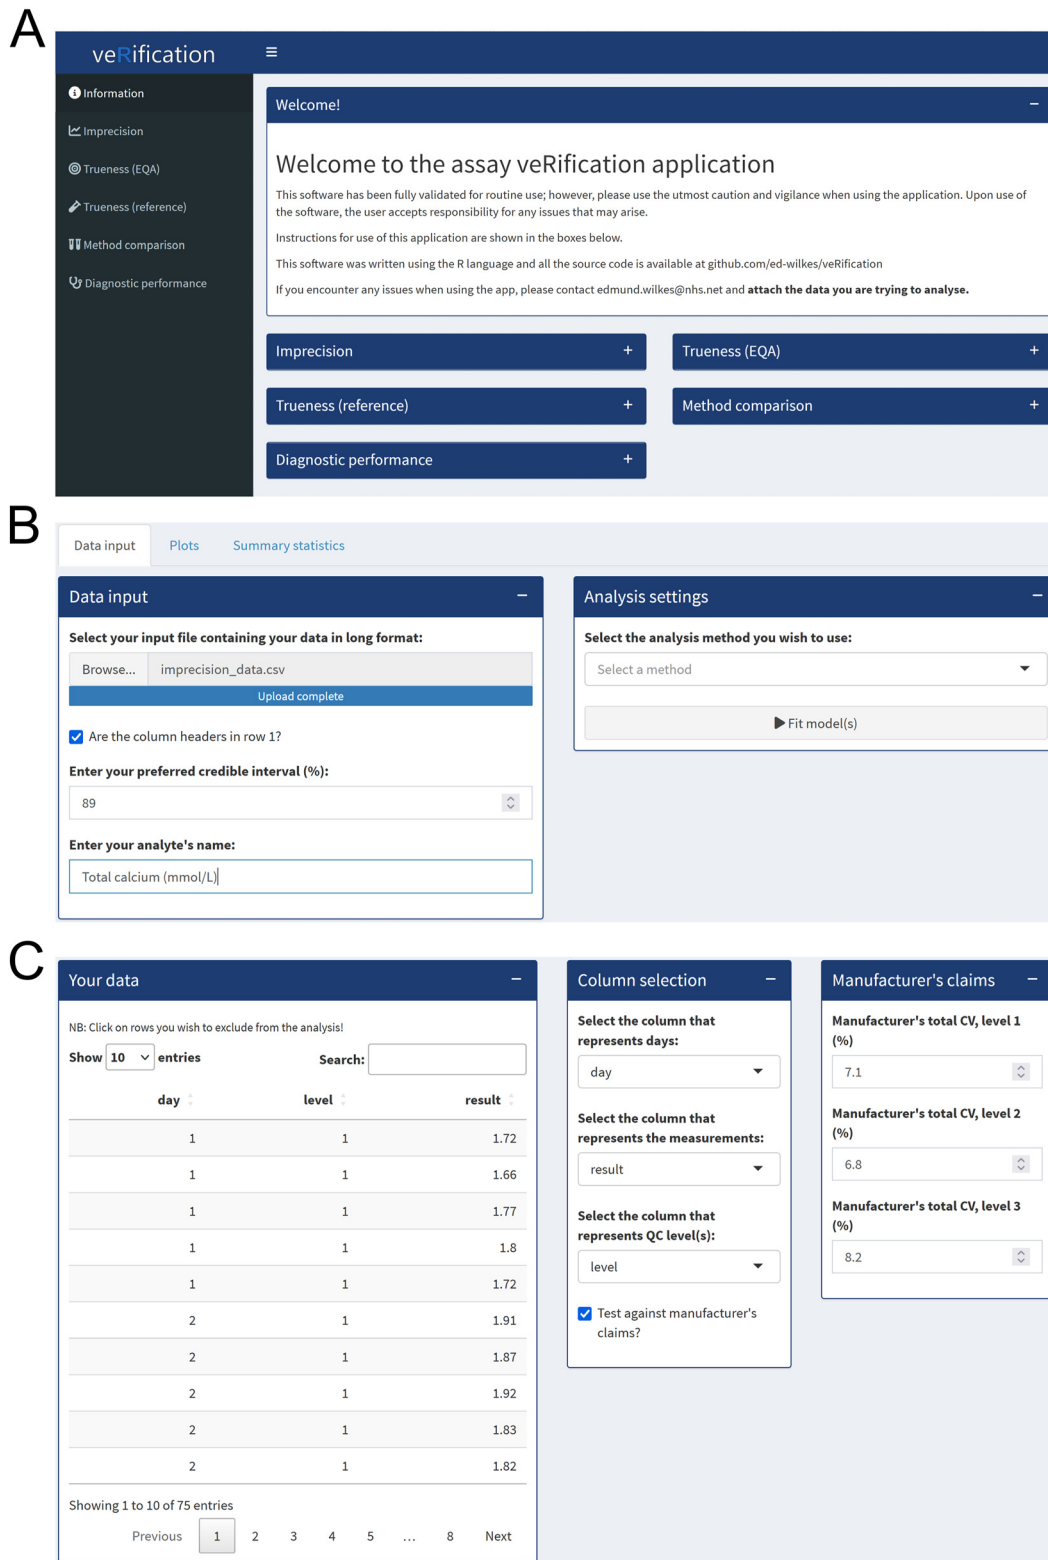 A
veRification
Information
Imprecision
Trueness (EQA)
Trueness (reference)
Method comparison
Diagnostic performance
Welcome!
Welcome to the assay veRification application
This software has been fully validated for routine use; however, please use the utmost caution and vigilance when using the application. Upon use of
the software, the user accepts responsibility for any issues that may arise.
Instructions for use of this application are shown in the boxes below.
This software was written using the R language and all the source code is available at github.com/ed-wilkes/veRification
If you encounter any issues when using the app, please contact edmund.wilkes@nhs.net and attach the data you are trying to analyse.
Imprecision +
Trueness (EQA) +
Trueness (reference) +
Method comparison +
Diagnostic performance +
B
Data input Plots Summary statistics
Data input
Select your input file containing your data in long format:
Browse... imprecision_data.csv
Upload complete
Are the column headers in row 1?
Enter your preferred credible interval (%):
89
Enter your analyte's name:
Total calcium (mmol/L)
Analysis settings
Select the analysis method you wish to use:
Select a method
Fit model(s)
C
Your data
NB: Click on rows you wish to exclude from the analysis!
Show 10 entries Search:
day level result
1 1 1.72
1 1 1.66
1 1 1.77
1 1 1.8
1 1 1.72
2 1 1.91
2 1 1.87
2 1 1.92
2 1 1.83
2 1 1.82
Showing 1 to 10 of 75 entries
Previous 1 2 3 4 5 ... 8 Next
Column selection
Select the column that
represents days:
day
Select the column that
represents the measurements:
result
Select the column that
represents QC level(s):
level
Test against manufacturer's
claims?
Manufacturer's claims
Manufacturer's total CV, level 1
(%)
7.1
Manufacturer's total CV, level 2
(%)
6.8
Manufacturer's total CV, level 3
(%)
8.2